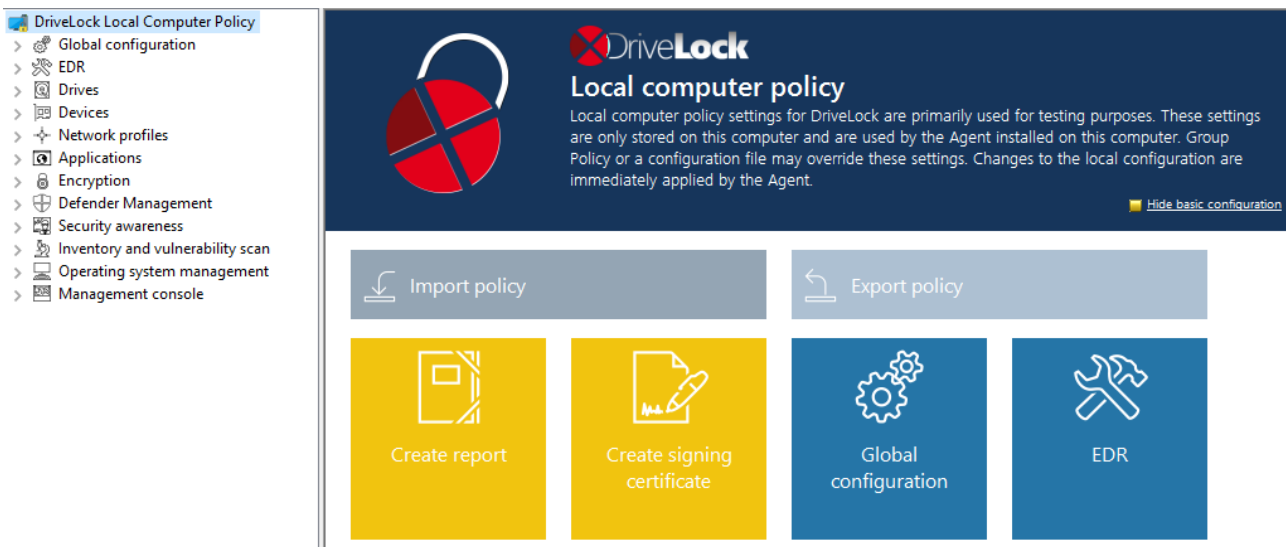 DriveLock Local Computer Policy
Global configuration
EDR
Drives
Devices
Network profiles
Applications
Encryption
Defender Management
Security awareness
Inventory and vulnerability scan
Operating system management
Management console
DriveLock
Local computer policy
Local computer policy settings for DriveLock are primarily used for testing purposes. These settings
are only stored on this computer and are used by the Agent installed on this computer. Group
Policy or a configuration file may override these settings. Changes to the local configuration are
immediately applied by the Agent.
Hide basic configuration
Import policy
Export policy
Create report
Create signing
certificate
Global
configuration
EDR